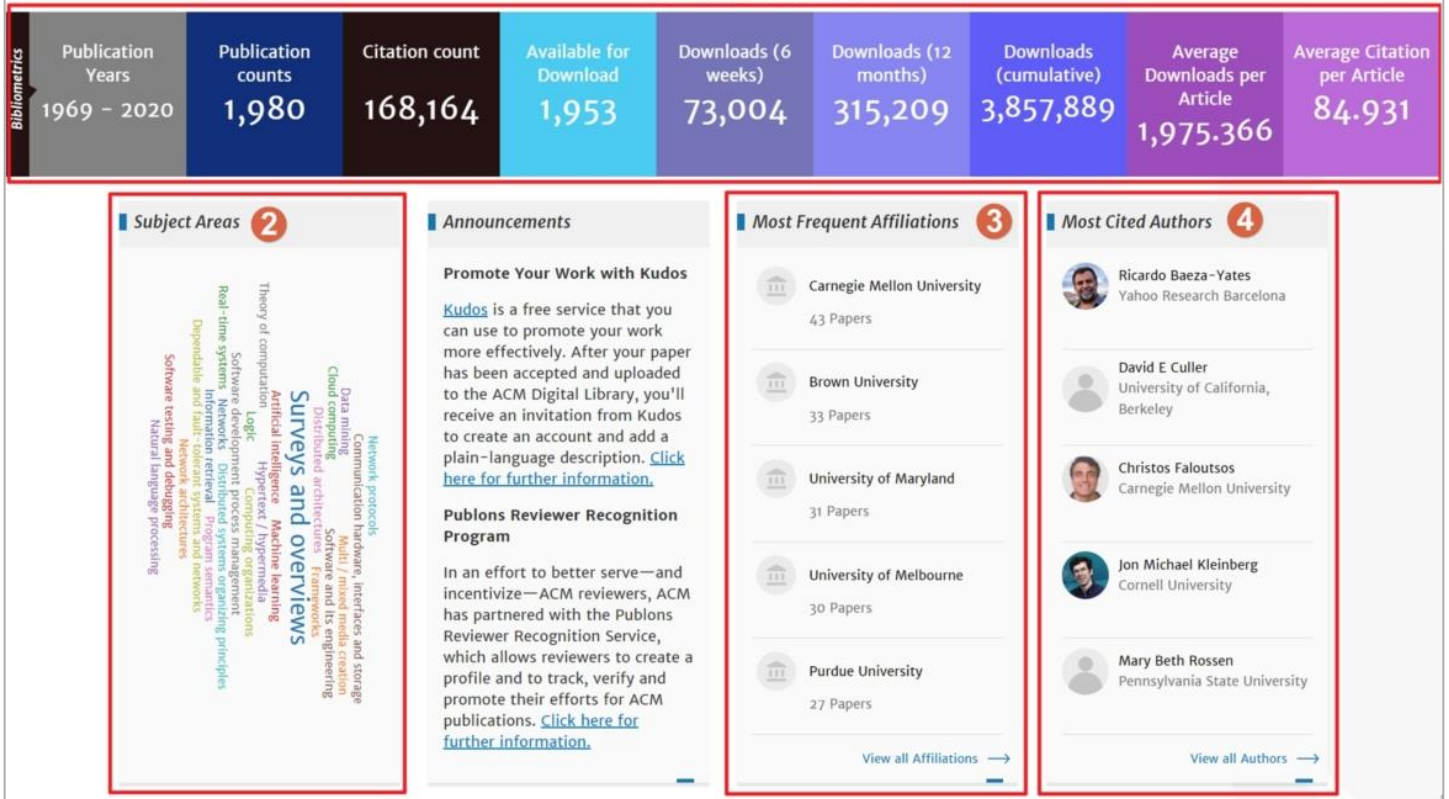 Bibliometrics
Publication
Years
1969 - 2020
Publication
counts
1,980
Citation count
168,164
Available for
Download
1,953
Downloads (6
weeks)
73,004
Downloads (12
months)
315,209
Downloads
(cumulative)
3,857,889
Average
Downloads per
Article
1,975.366
Average Citation
per Article
84.931
Subject Areas
2
Network protocols
Communication hardware, interfaces and storage
Data mining
Multi / mixed media creation
Cloud computing
Software and its engineering
Distributed architectures
Frameworks
Surveys and overviews
Artificial intelligence
Machine learning
Theory of computation
Hypertext / hypermedia
Logic
Computing organizations
Software development process management
Real-time systems
Networks
Distributed systems organizing principles
Information retrieval
Program semantics
Dependable and fault-tolerant systems and networks
Network architectures
Software testing and debugging
Natural language processing
Announcements
Promote Your Work with Kudos
Kudos is a free service that you
can use to promote your work
more effectively. After your paper
has been accepted and uploaded
to the ACM Digital Library, you'll
receive an invitation from Kudos
to create an account and add a
plain-language description. Click
here for further information.
Publons Reviewer Recognition
Program
In an effort to better serve—and
incentivize—ACM reviewers, ACM
has partnered with the Publons
Reviewer Recognition Service,
which allows reviewers to create a
profile and to track, verify and
promote their efforts for ACM
publications. Click here for
further information.
Most Frequent Affiliations
3
Carnegie Mellon University
43 Papers
Brown University
33 Papers
University of Maryland
31 Papers
University of Melbourne
30 Papers
Purdue University
27 Papers
View all Affiliations →
Most Cited Authors
4
Ricardo Baeza-Yates
Yahoo Research Barcelona
David E Culler
University of California,
Berkeley
Christos Faloutsos
Carnegie Mellon University
Jon Michael Kleinberg
Cornell University
Mary Beth Rossen
Pennsylvania State University
View all Authors →